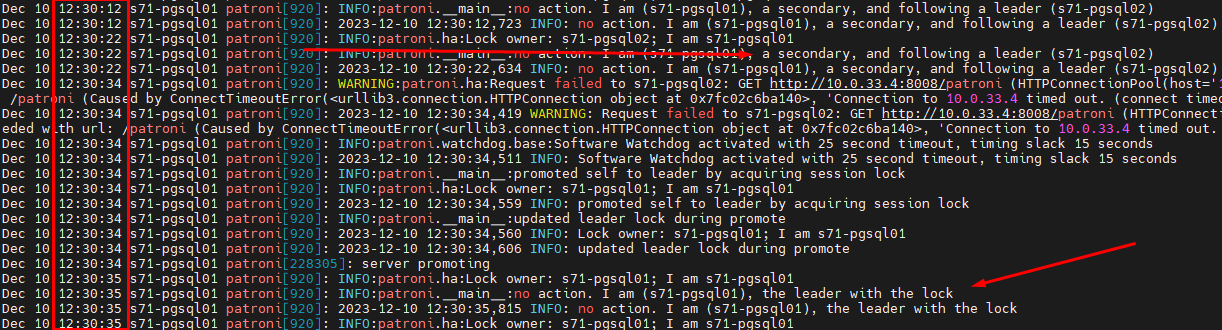 Dec 10 12:30:12 s71-pgsql01 patroni[920]: INFO:patroni.__main__:no action. I am (s71-pgsql01), a secondary, and following a leader (s71-pgsql02)
Dec 10 12:30:12 s71-pgsql01 patroni[920]: 2023-12-10 12:30:12,723 INFO: no action. I am (s71-pgsql01), a secondary, and following a leader (s71-pgsql02)
Dec 10 12:30:22 s71-pgsql01 patroni[920]: INFO:patroni.ha:Lock owner: s71-pgsql02; I am s71-pgsql01
Dec 10 12:30:22 s71-pgsql01 patroni[920]: INFO:patroni.__main__:no action. I am (s71-pgsql01), a secondary, and following a leader (s71-pgsql02)
Dec 10 12:30:22 s71-pgsql01 patroni[920]: 2023-12-10 12:30:22,634 INFO: no action. I am (s71-pgsql01), a secondary, and following a leader (s71-pgsql02)
Dec 10 12:30:34 s71-pgsql01 patroni[920]: WARNING:patroni.ha:Request failed to s71-pgsql02: GET http://10.0.33.4:8008/patroni (HTTPConnectionPool(host='1
/patroni (Caused by ConnectTimeoutError(<urllib3.connection.HTTPConnection object at 0x7fc02c6ba140>, 'Connection to 10.0.33.4 timed out. (connect time
Dec 10 12:30:34 s71-pgsql01 patroni[920]: 2023-12-10 12:30:34,419 WARNING: Request failed to s71-pgsql02: GET http://10.0.33.4:8008/patroni (HTTPConnect
eded with url: /patroni (Caused by ConnectTimeoutError(<urllib3.connection.HTTPConnection object at 0x7fc02c6ba140>, 'Connection to 10.0.33.4 timed out.
Dec 10 12:30:34 s71-pgsql01 patroni[920]: INFO:patroni.watchdog.base:Software Watchdog activated with 25 second timeout, timing slack 15 seconds
Dec 10 12:30:34 s71-pgsql01 patroni[920]: 2023-12-10 12:30:34,511 INFO: Software Watchdog activated with 25 second timeout, timing slack 15 seconds
Dec 10 12:30:34 s71-pgsql01 patroni[920]: INFO:patroni.__main__:promoted self to leader by acquiring session lock
Dec 10 12:30:34 s71-pgsql01 patroni[920]: INFO:patroni.ha:Lock owner: s71-pgsql01; I am s71-pgsql01
Dec 10 12:30:34 s71-pgsql01 patroni[920]: 2023-12-10 12:30:34,559 INFO: promoted self to leader by acquiring session lock
Dec 10 12:30:34 s71-pgsql01 patroni[920]: INFO:patroni.__main__:updated leader lock during promote
Dec 10 12:30:34 s71-pgsql01 patroni[920]: 2023-12-10 12:30:34,560 INFO: Lock owner: s71-pgsql01; I am s71-pgsql01
Dec 10 12:30:34 s71-pgsql01 patroni[920]: 2023-12-10 12:30:34,606 INFO: updated leader lock during promote
Dec 10 12:30:34 s71-pgsql01 patroni[228305]: server promoting
Dec 10 12:30:35 s71-pgsql01 patroni[920]: INFO:patroni.ha:Lock owner: s71-pgsql01; I am s71-pgsql01
Dec 10 12:30:35 s71-pgsql01 patroni[920]: INFO:patroni.__main__:no action. I am (s71-pgsql01), the leader with the lock
Dec 10 12:30:35 s71-pgsql01 patroni[920]: 2023-12-10 12:30:35,815 INFO: no action. I am (s71-pgsql01), the leader with the lock
Dec 10 12:30:35 s71-pgsql01 patroni[920]: INFO:patroni.ha:Lock owner: s71-pgsql01; I am s71-pgsql01